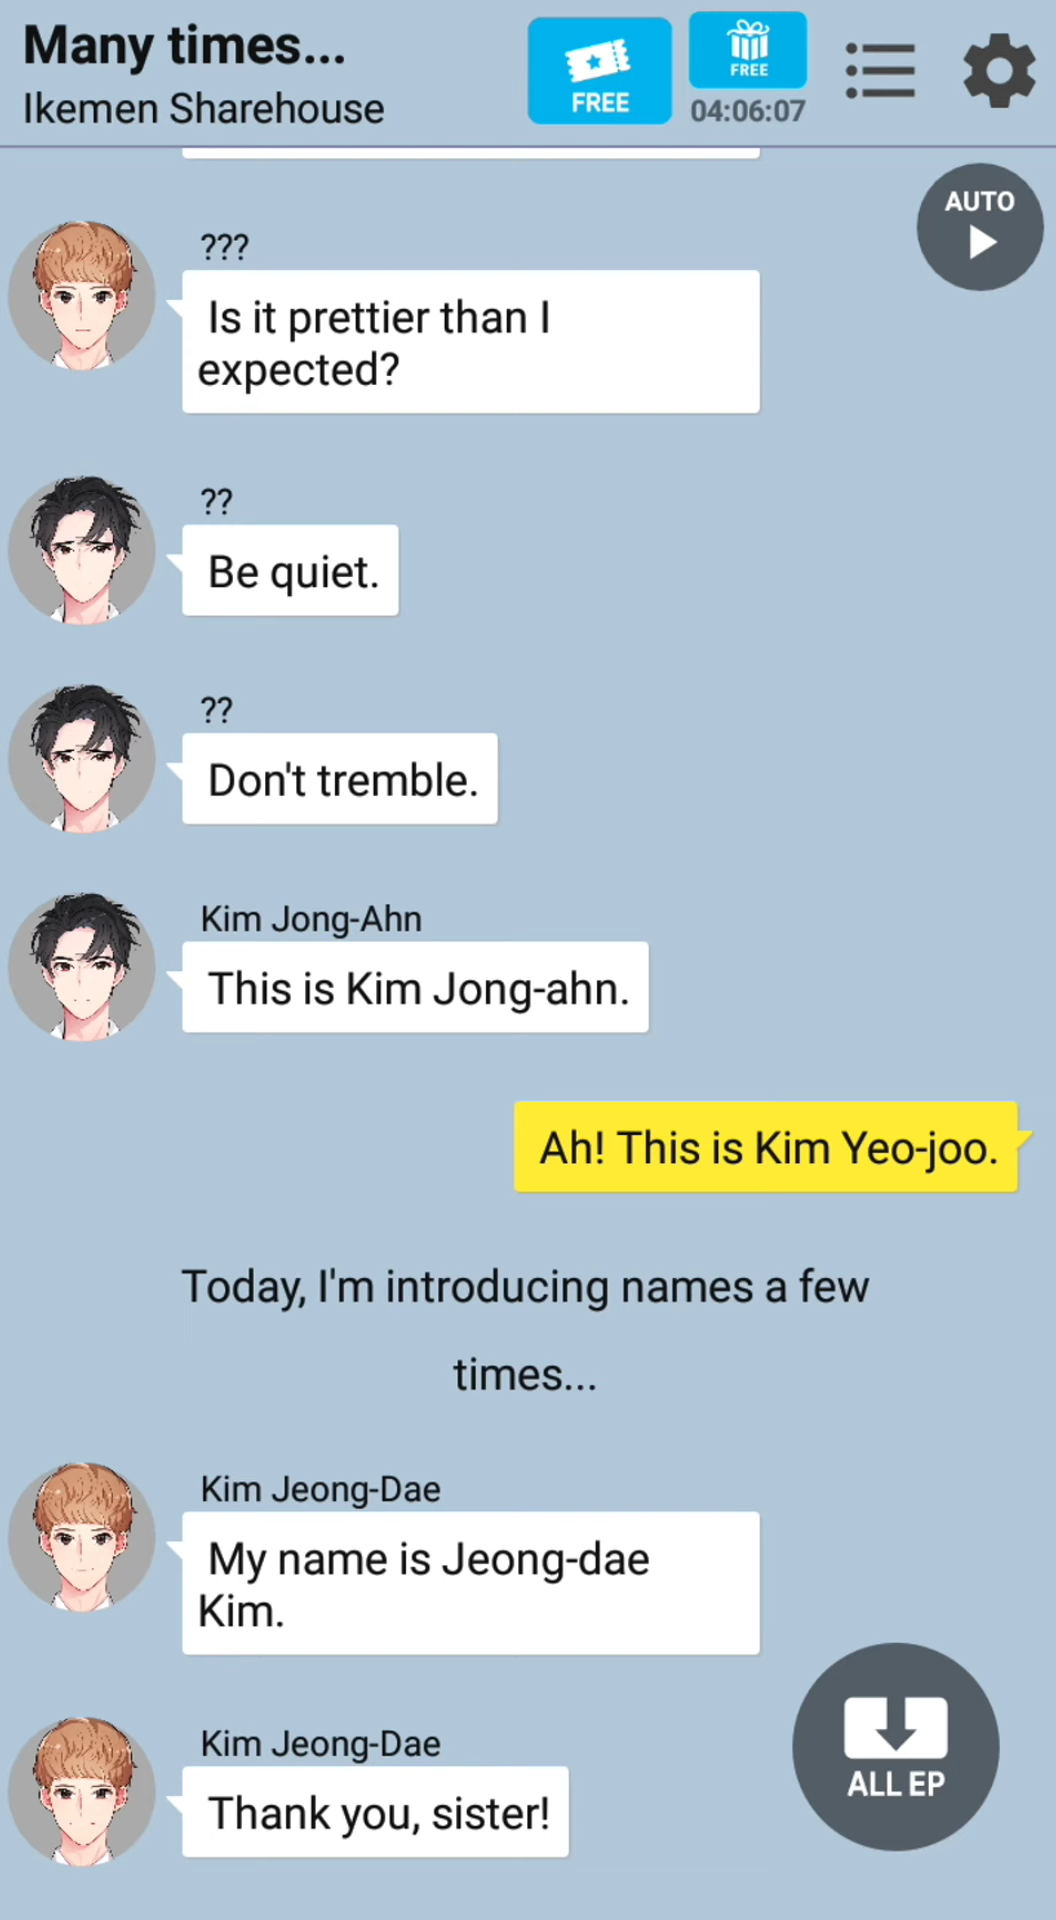 Many times...
Ikemen Sharehouse
FREE
FREE
04:06:07
AUTO
???
Is it prettier than I
expected?
??
Be quiet.
??
Don't tremble.
Kim Jong-Ahn
This is Kim Jong-ahn.
Ah! This is Kim Yeo-joo.
Today, I'm introducing names a few
times...
Kim Jeong-Dae
My name is Jeong-dae
Kim.
Kim Jeong-Dae
Thank you, sister!
ALL EP